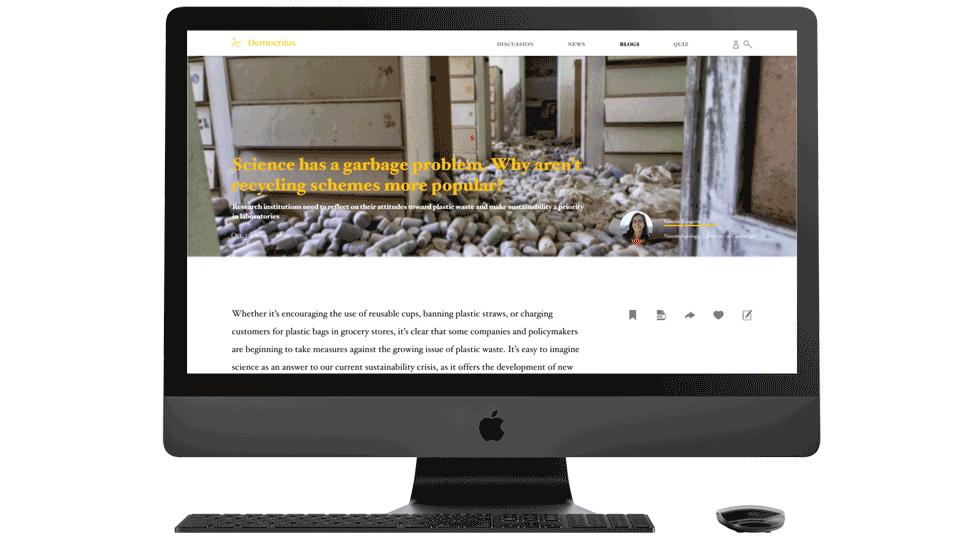 Democritus
DISCUSSION NEWS BLOGS QUIZ
Science has a garbage problem. Why aren't
recycling schemes more popular?
Research institutions need to reflect on their attitudes toward plastic waste and make sustainability a priority
in laboratories
Nanotechnology, University of Cambridge
Whether it's encouraging the use of reusable cups, banning plastic straws, or charging
customers for plastic bags in grocery stores, it's clear that some companies and policymakers
are beginning to take measures against the growing issue of plastic waste. It's easy to imagine
science as an answer to our current sustainability crisis, as it offers the development of new